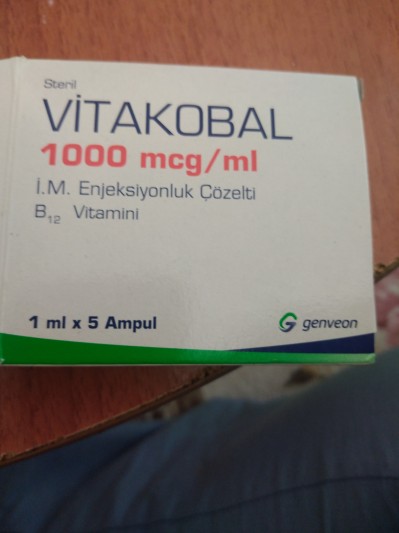 Steril
VİTAKOBAL
1000 mcg/ml
İ.M. Enjeksiyonluk Çözelti
B12 Vitamini
1 ml x 5 Ampul
genveon